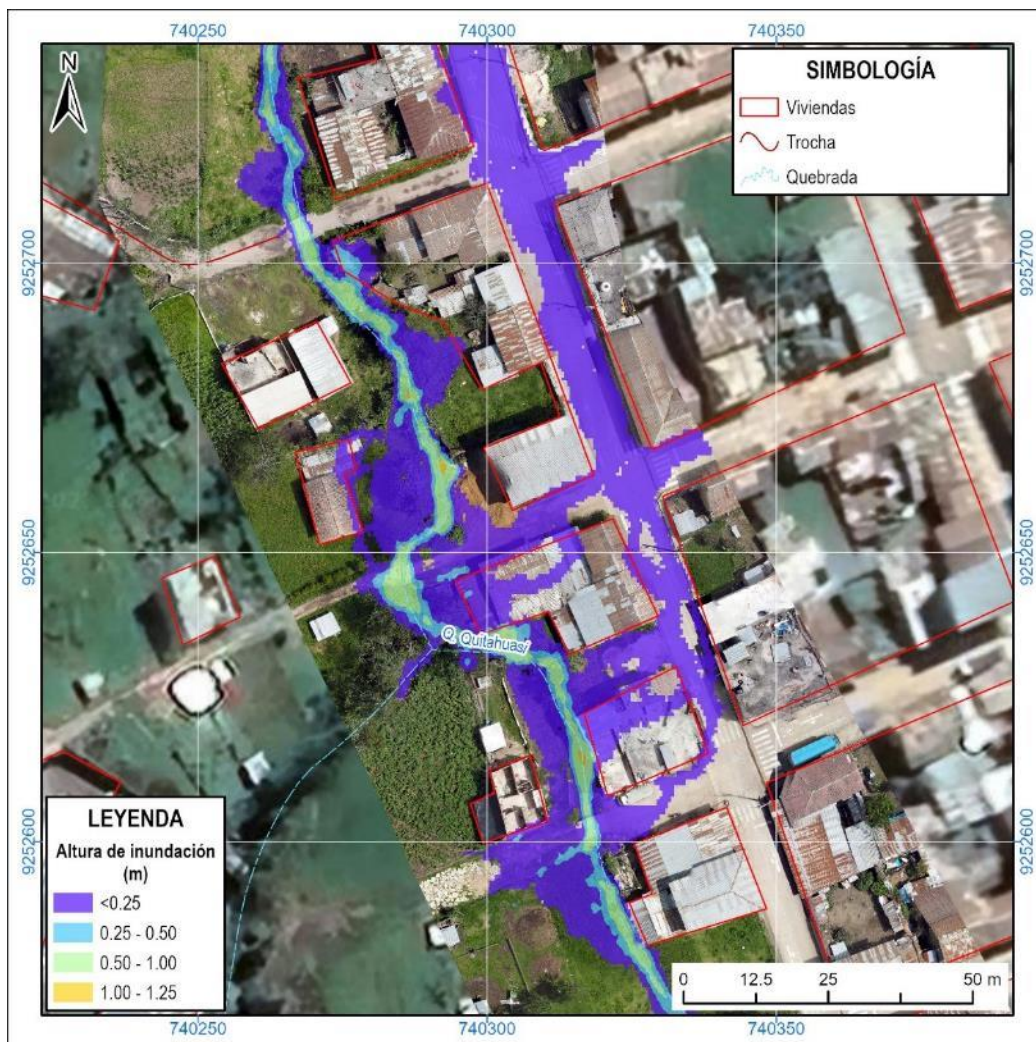 740250
740300
740350
N
SIMBOLOGÍA
Viviendas
Trocha
Quebrada
9252700
9252700
9252650
9252650
Q. Quitahuasi
9252600
9252600
LEYENDA
Altura de inundación
(m)
<0.25
0.25 - 0.50
0.50 - 1.00
1.00 - 1.25
0 12.5 25 50 m
740250
740300
740350